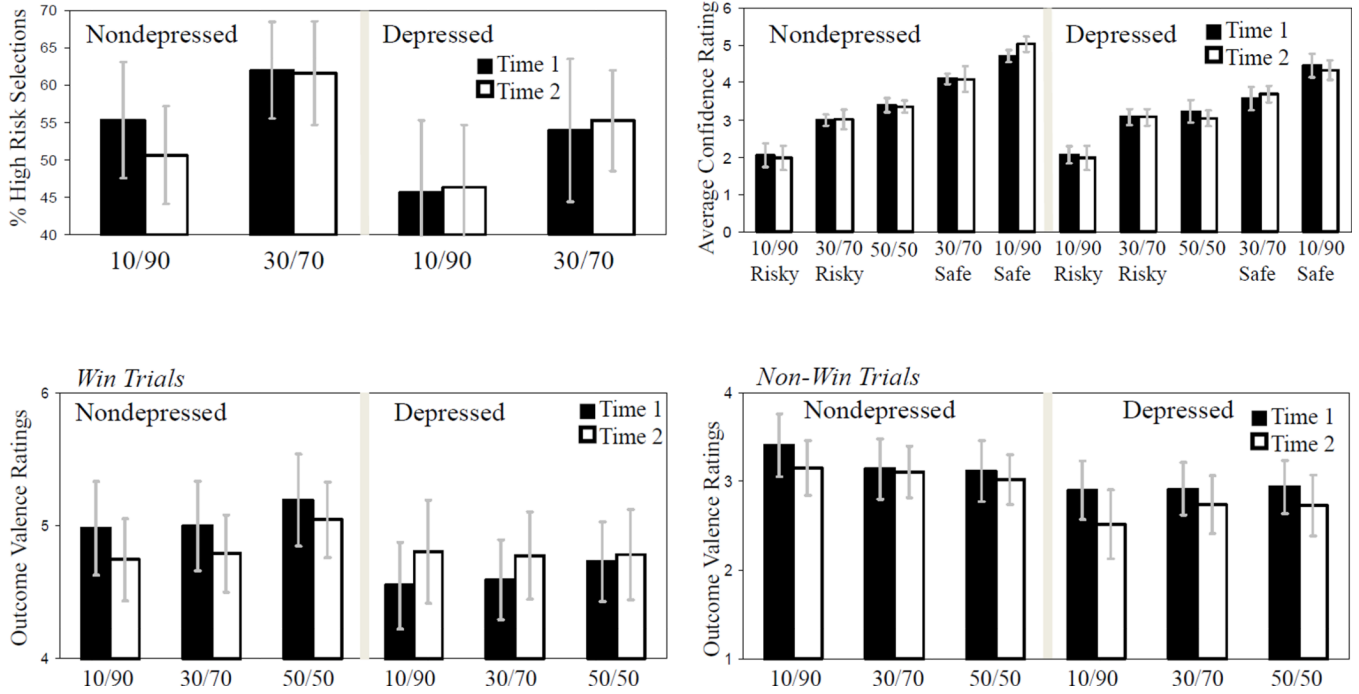 % High Risk Selections
70
65
60
55
50
45
40
Nondepressed
Depressed
Time 1
Time 2
10/90 30/70 10/90 30/70
Average Confidence Rating
6
5
4
3
2
1
0
Nondepressed
Depressed
Time 1
Time 2
10/90 30/70 50/50 30/70 10/90 10/90 30/70 50/50 30/70 10/90
Risky Risky Safe Safe Risky Risky Safe Safe
Win Trials
Outcome Valence Ratings
6
5
4
Nondepressed
Depressed
Time 1
Time 2
10/90 30/70 50/50 10/90 30/70 50/50
Non-Win Trials
Outcome Valence Ratings
4
3
2
1
Nondepressed
Depressed
Time 1
Time 2
10/90 30/70 50/50 10/90 30/70 50/50